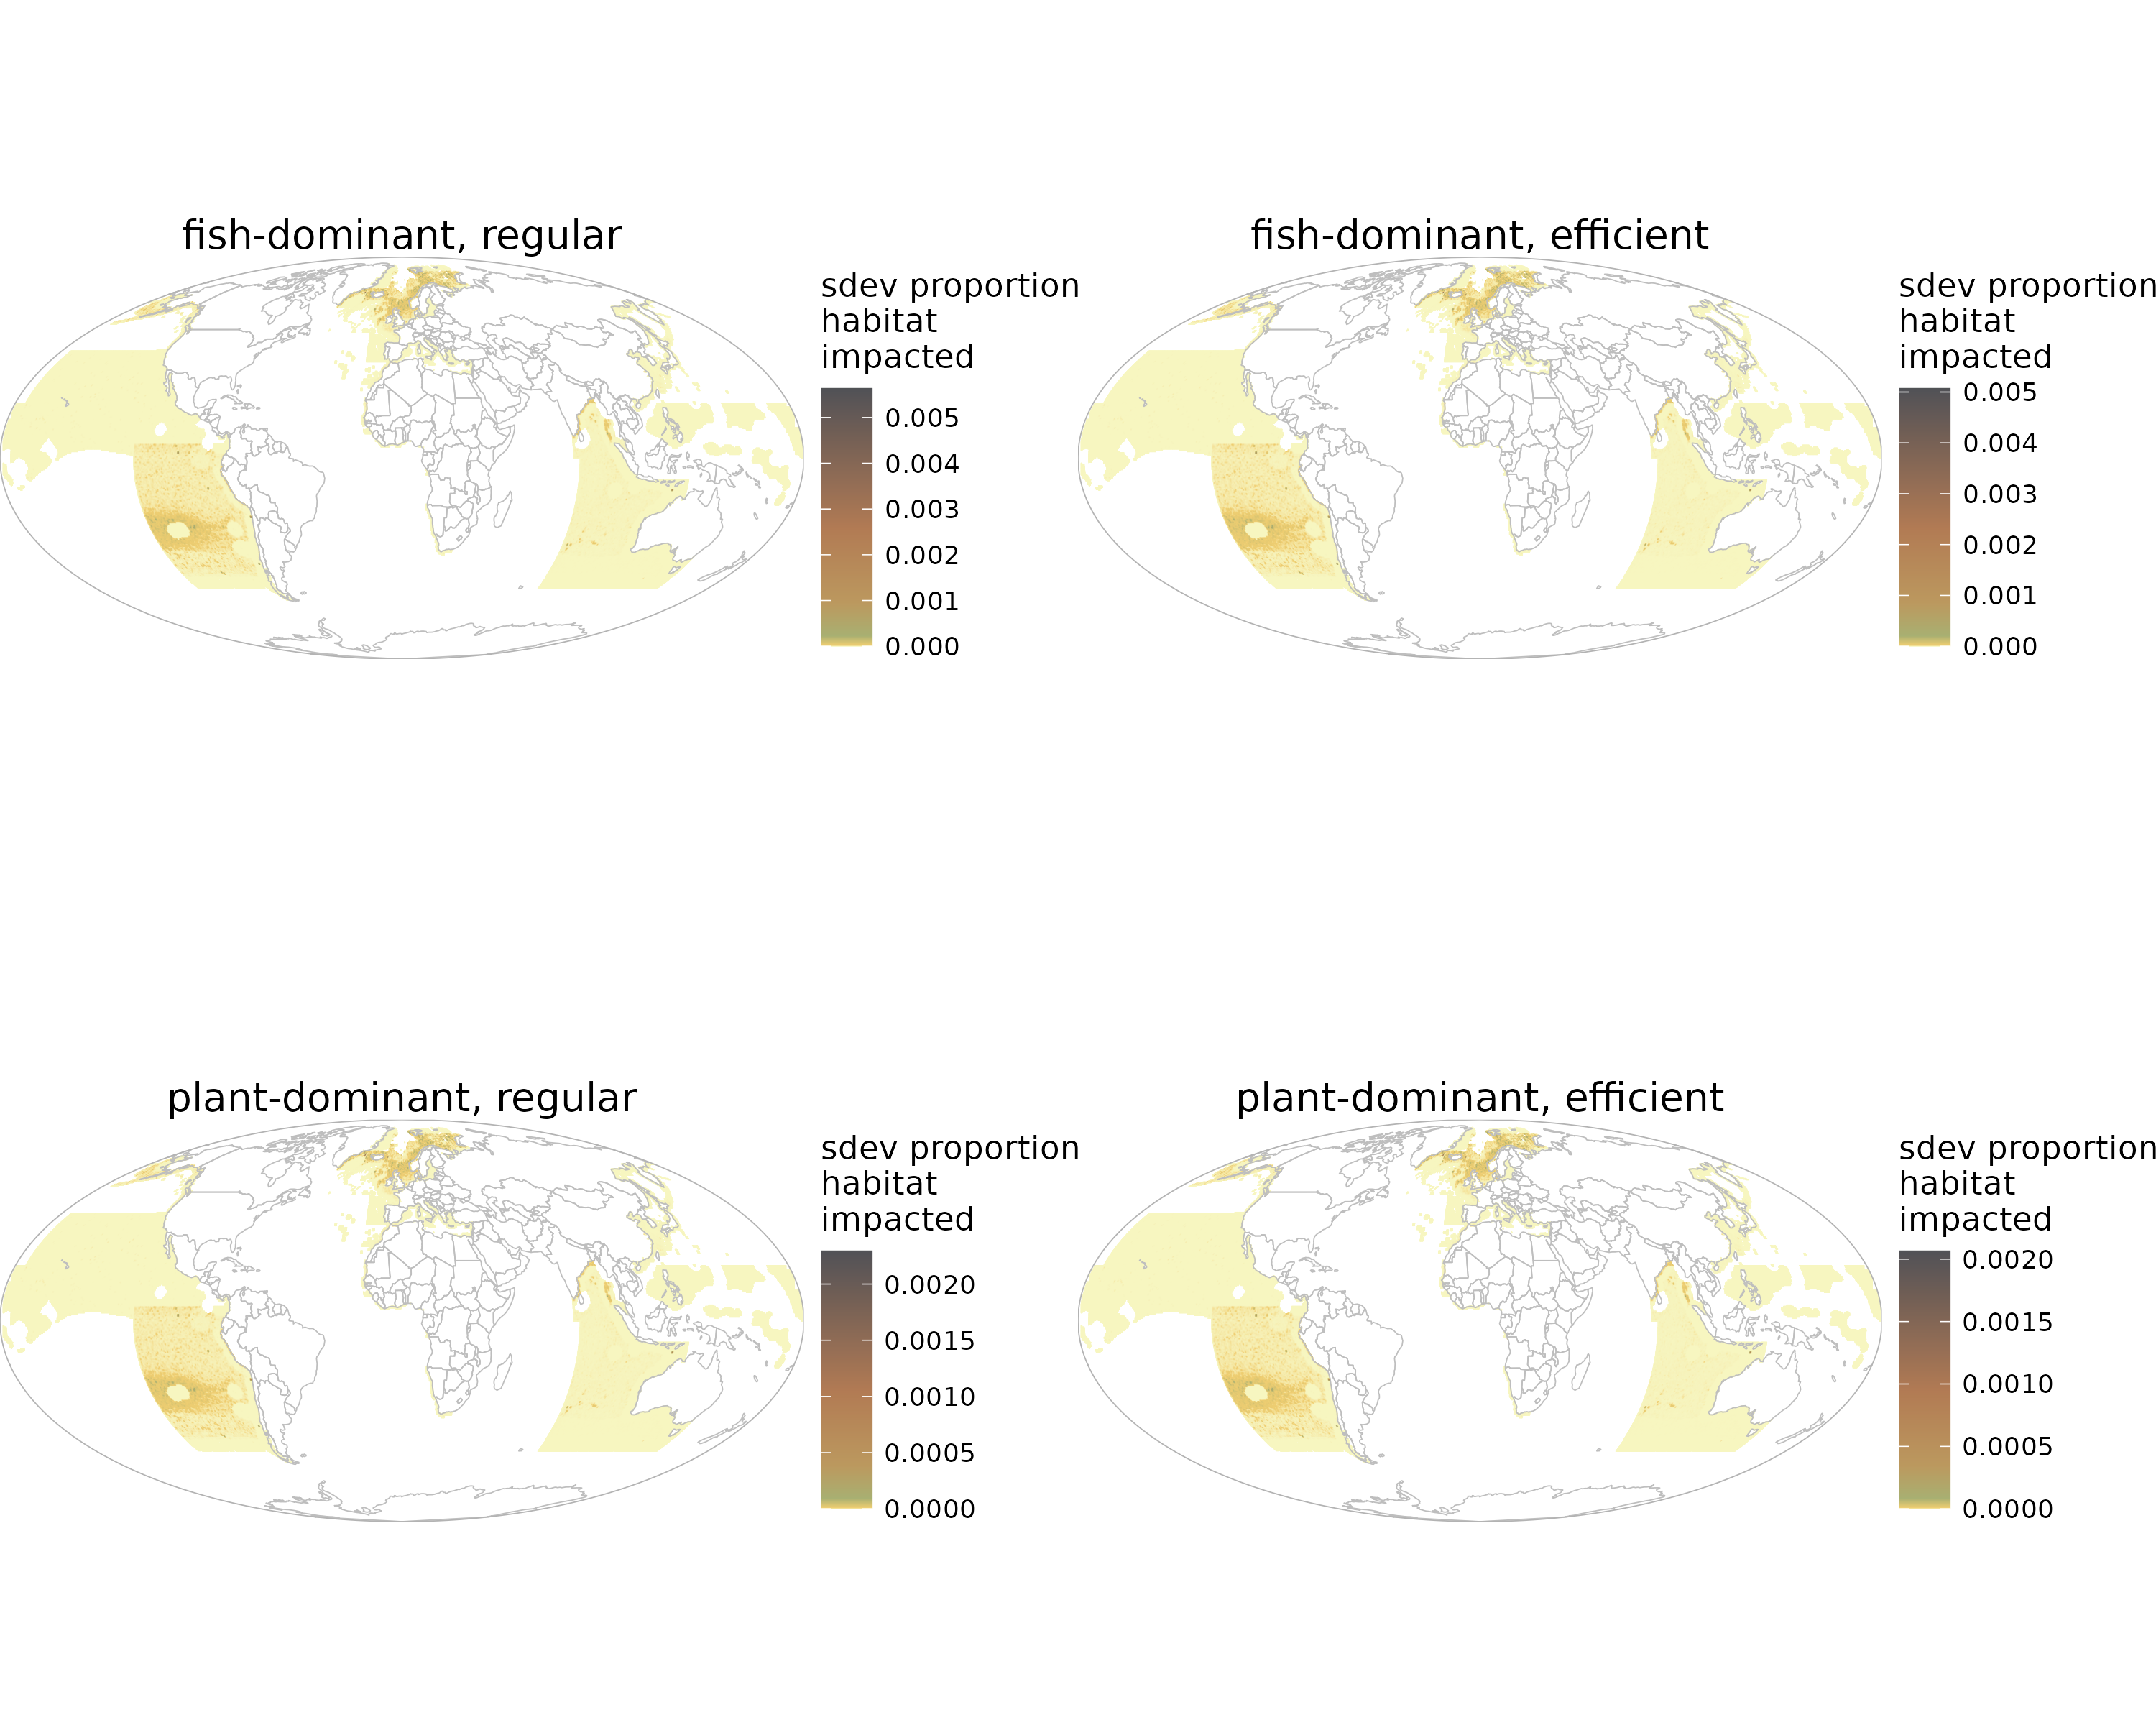 fish-dominant, regular
sdev proportion
habitat
impacted
0.005
0.004
0.003
0.002
0.001
0.000
fish-dominant, efficient
sdev proportion
habitat
impacted
0.005
0.004
0.003
0.002
0.001
0.000
plant-dominant, regular
sdev proportion
habitat
impacted
0.0020
0.0015
0.0010
0.0005
0.0000
plant-dominant, efficient
sdev proportion
habitat
impacted
0.0020
0.0015
0.0010
0.0005
0.0000